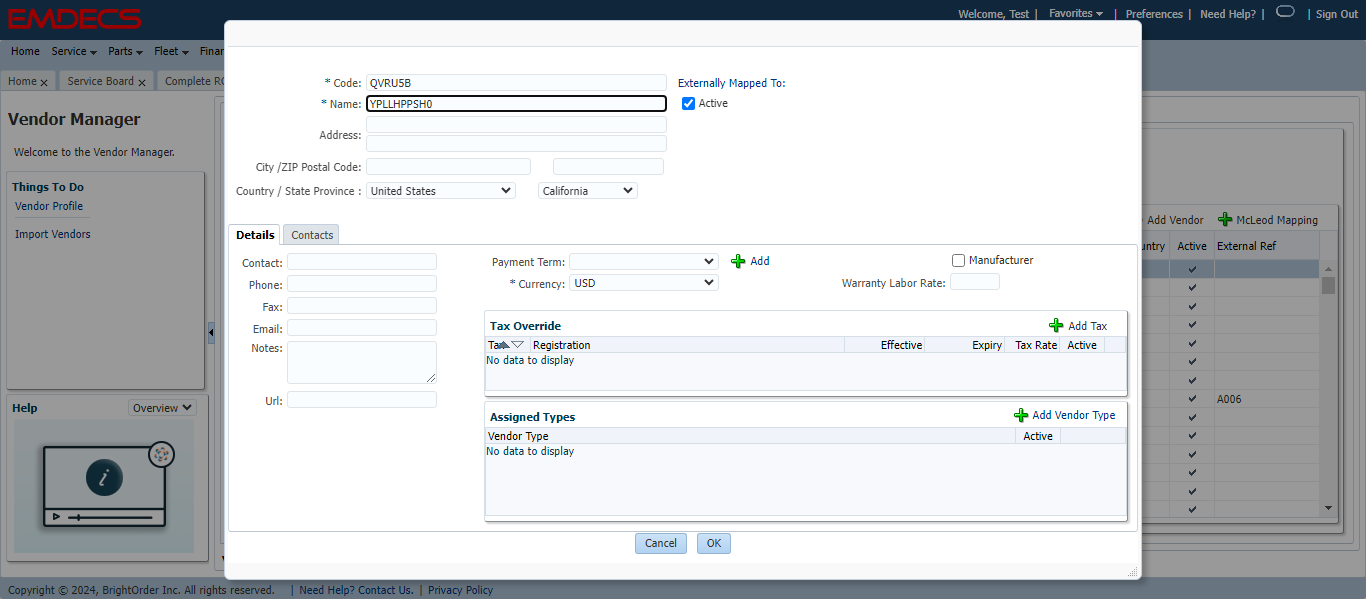 EMDECS
Welcome, Test | Favorites | Preferences | Need Help? | | Sign Out
Home Service Parts Fleet
Home Service Board Complete
Vendor Manager
Welcome to the Vendor Manager.
Things To Do
Vendor Profile
Import Vendors
Help Overview
* Code: QVRU5B Externally Mapped To:
* Name: YPLLHPPSH0 Active
Address:
City /ZIP Postal Code:
Country / State Province : United States California
Details Contacts
Contact:
Phone:
Fax:
Email:
Notes:
Url:
Payment Term: Add
* Currency: USD
Manufacturer
Warranty Labor Rate:
Tax Override Add Tax
Registration Effective Expiry Tax Rate Active
No data to display
Assigned Types Add Vendor Type
Vendor Type Active
No data to display
Cancel OK
Add Vendor McLeod Mapping
Active External Ref
A006
Copyright © 2024, BrightOrder Inc. All rights reserved. | Need Help? Contact Us. | Privacy Policy